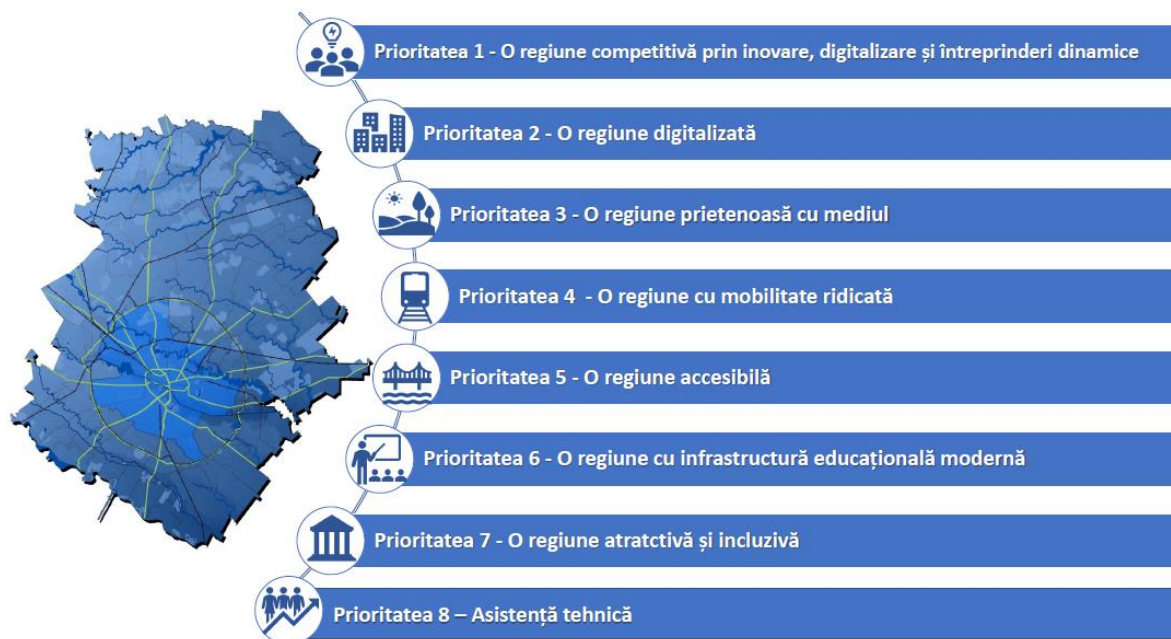 Prioritatea 1 - O regiune competitivă prin inovare, digitalizare și întreprinderi dinamice
Prioritatea 2 - O regiune digitalizată
Prioritatea 3 - O regiune prietenoasă cu mediul
Prioritatea 4 - O regiune cu mobilitate ridicată
Prioritatea 5 - O regiune accesibilă
Prioritatea 6 - O regiune cu infrastructură educațională modernă
Prioritatea 7 - O regiune atratctivă și incluzivă
Prioritatea 8 – Asistență tehnică